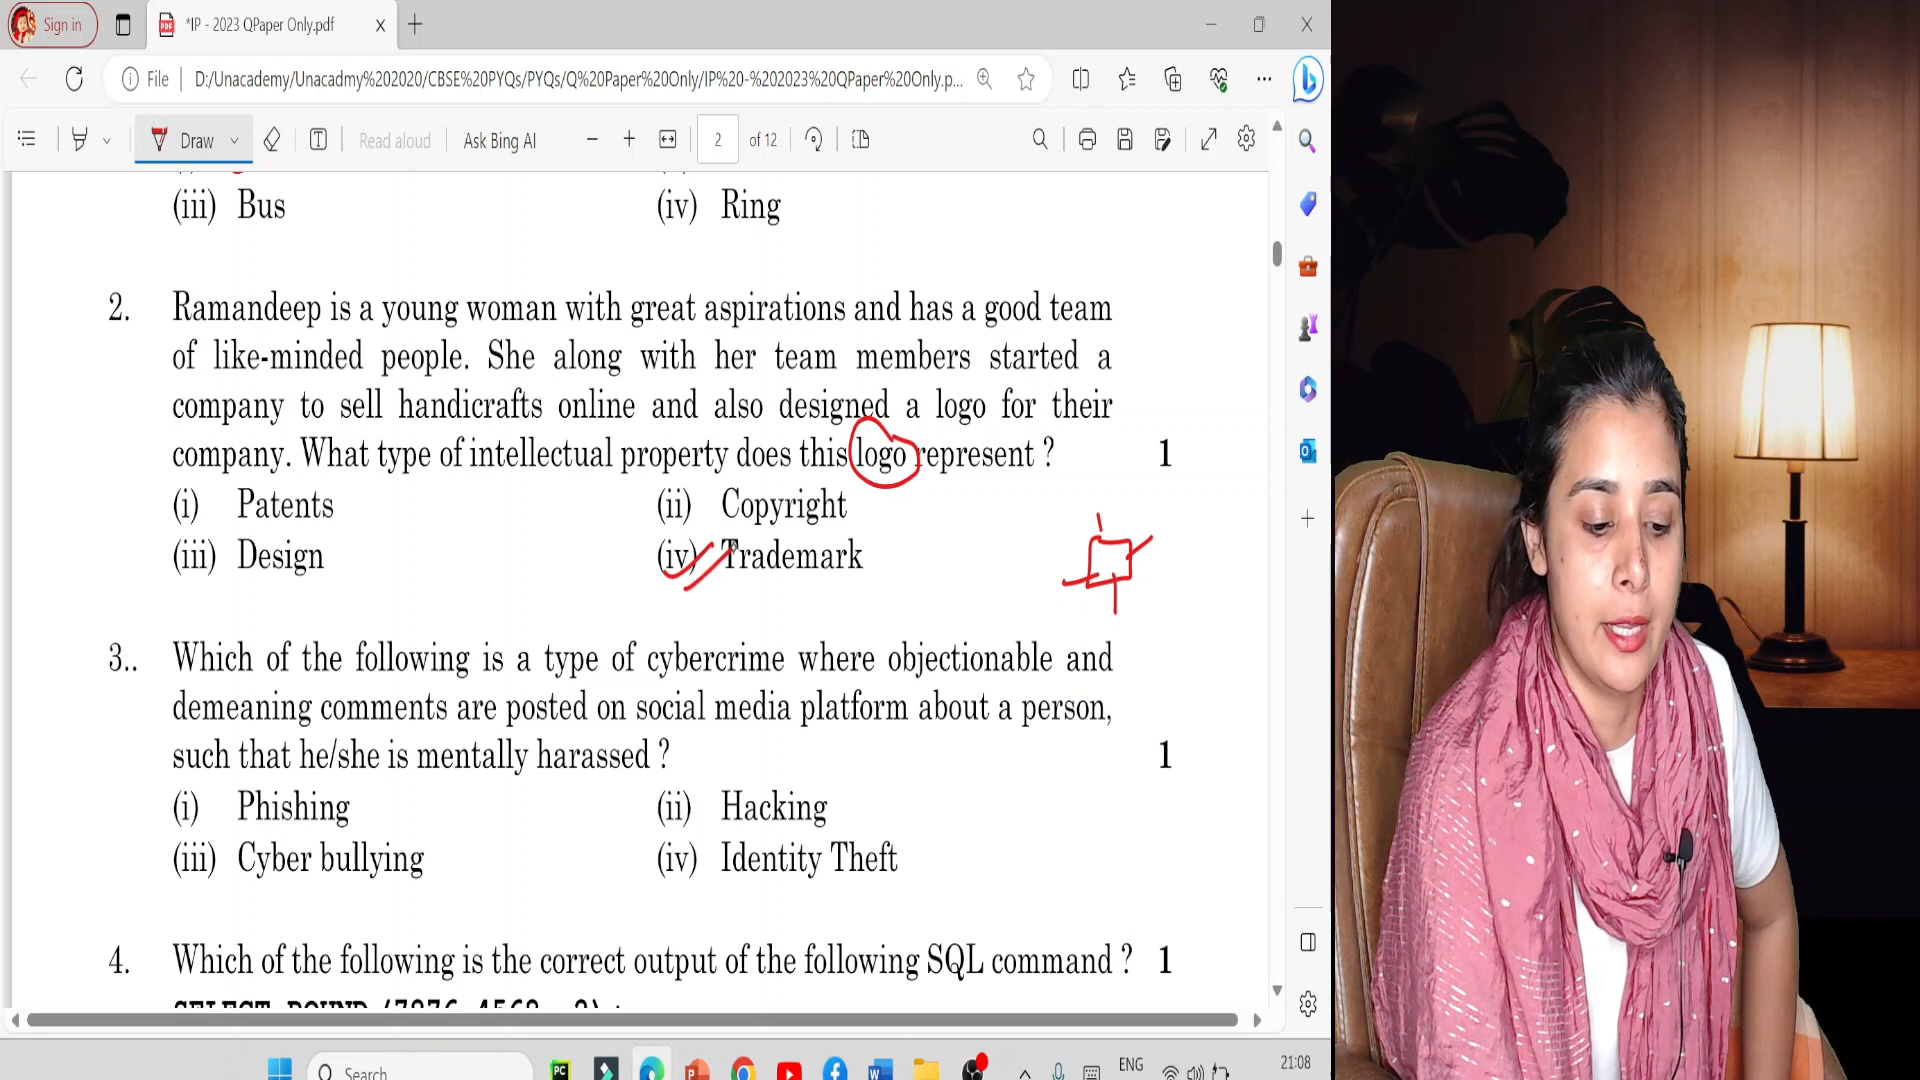 Sign in
*IP - 2023 QPaper Only.pdf
File
D:/Unacademy/Unacadmy%202020/CBSE%20PYQs/PYQs/Q%20Paper%20Only/IP%20-%202023%20QPaper%20Only.p...
Draw
Read aloud
Ask Bing AI
2
of 12
(iii) Bus
(iv) Ring
2. Ramandeep is a young woman with great aspirations and has a good team
of like-minded people. She along with her team members started a
company to sell handicrafts online and also designed a logo for their
company. What type of intellectual property does this logo represent ? 1
(i) Patents
(ii) Copyright
(iii) Design
(iv) Trademark
3.. Which of the following is a type of cybercrime where objectionable and
demeaning comments are posted on social media platform about a person,
such that he/she is mentally harassed ? 1
(i) Phishing
(ii) Hacking
(iii) Cyber bullying
(iv) Identity Theft
4. Which of the following is the correct output of the following SQL command ? 1
Search
ENG
21:08